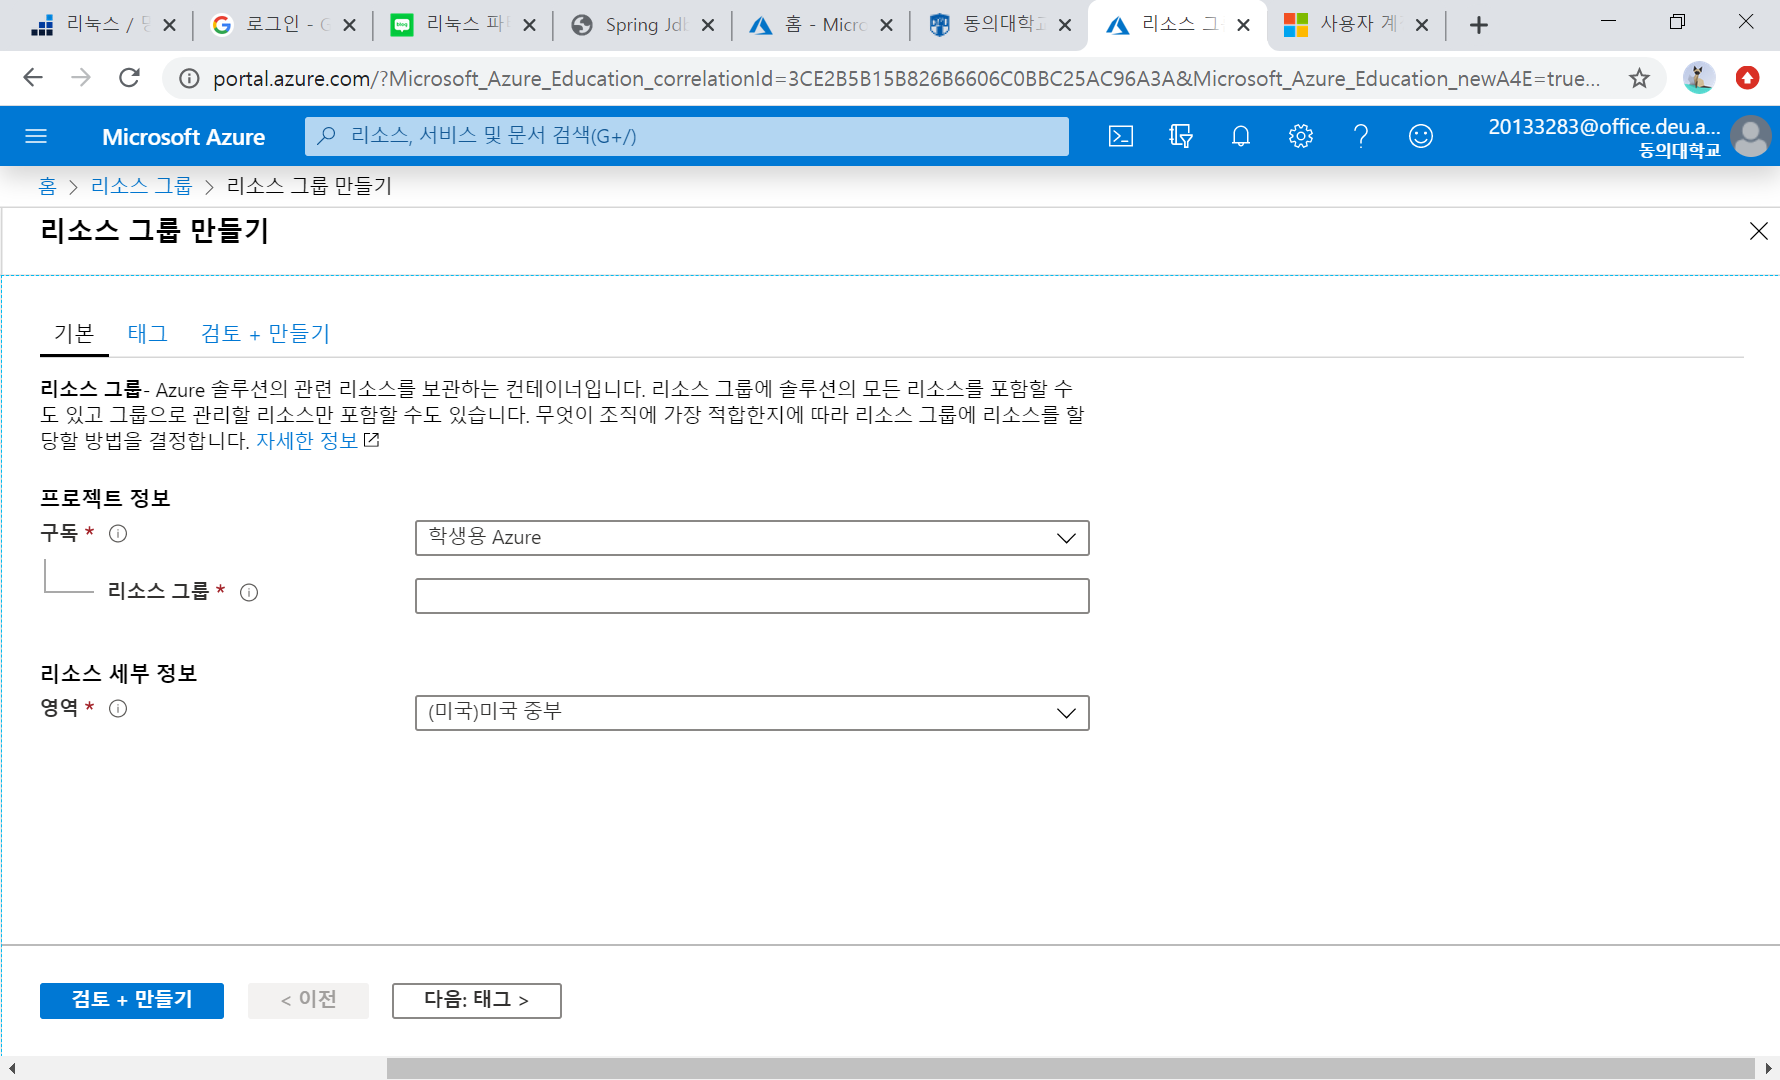 리눅스 /
로그인 - G
리눅스 파
Spring Jdb
홈 - Micro
동의대학교
리소스 그
사용자 계
portal.azure.com/?Microsoft_Azure_Education_correlationId=3CE2B5B15B826B6606C0BBC25AC96A3A&Microsoft_Azure_Education_newA4E=true...
Microsoft Azure
리소스, 서비스 및 문서 검색(G+/)
20133283@office.deu.a...
동의대학교
홈 > 리소스 그룹 > 리소스 그룹 만들기
리소스 그룹 만들기
기본 태그 검토 + 만들기
리소스 그룹- Azure 솔루션의 관련 리소스를 보관하는 컨테이너입니다. 리소스 그룹에 솔루션의 모든 리소스를 포함할 수
도 있고 그룹으로 관리할 리소스만 포함할 수도 있습니다. 무엇이 조직에 가장 적합한지에 따라 리소스 그룹에 리소스를 할
당할 방법을 결정합니다. 자세한 정보
프로젝트 정보
구독 *
학생용 Azure
리소스 그룹 *
리소스 세부 정보
영역 *
(미국)미국 중부
검토 + 만들기
< 이전
다음: 태그 >